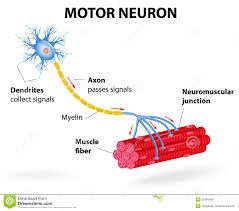 MOTOR NEURON
Axon
passes signals
Neuromuscular
junction
Dendrites
collect signals
Myelin
Muscle
fiber